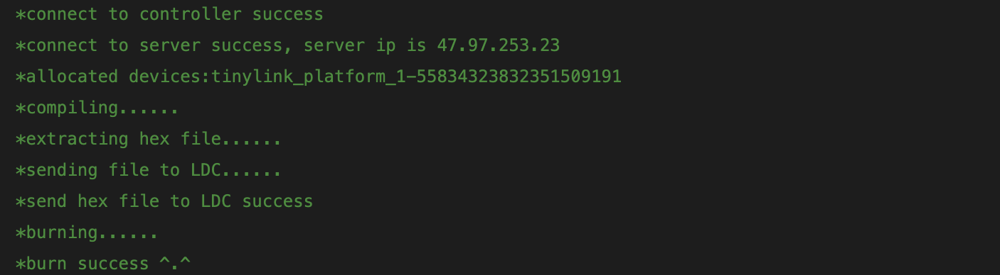 *connect to controller success
*connect to server success, server ip is 47.97.253.23
*allocated devices:tinylink_platform_1-55834323832351509191
*compiling......
*extracting hex file......
*sending file to LDC......
*send hex file to LDC success
*burning......
*burn success ^.^